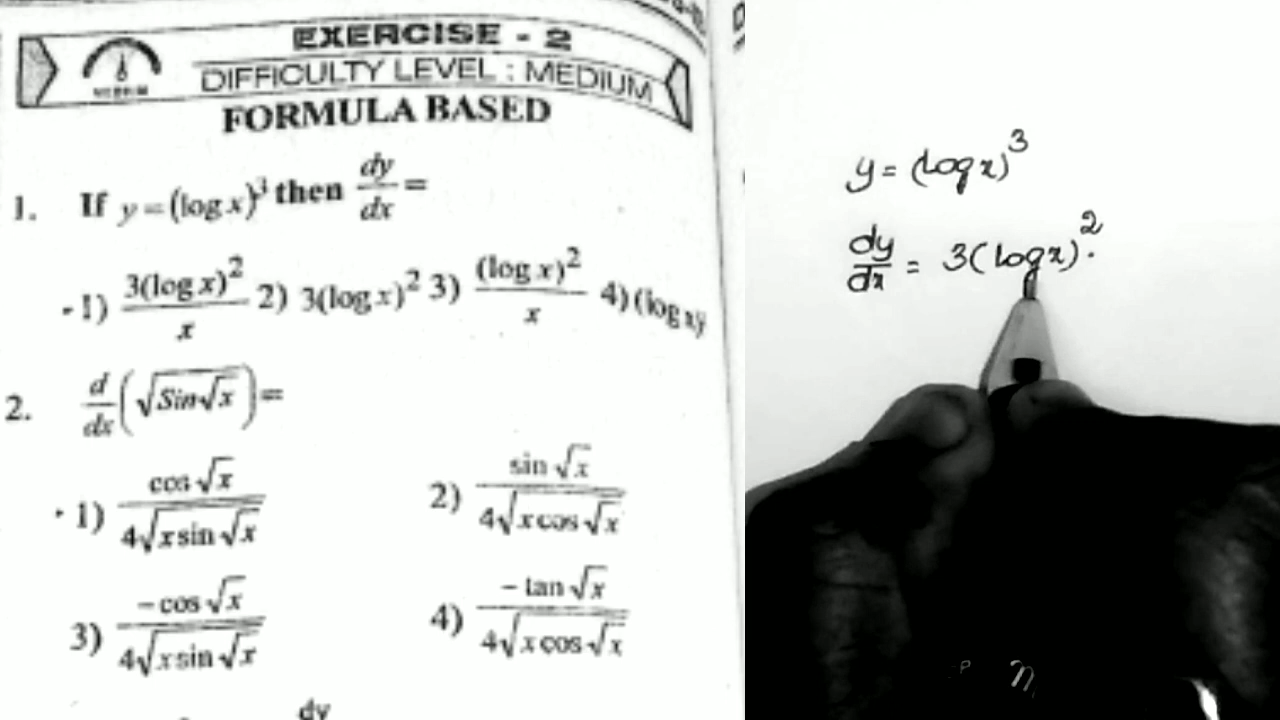 EXERCISE - 2
DIFFICULTY LEVEL : MEDIUM
FORMULA BASED
1. If y = (log x)³ then dy/dx =
1) 3(log x)²/x 2) 3(log x)² 3) (log x)²/x 4) (log x)
2. d/dx (√Sin√x) =
1) cos √x / 4√x sin √x 2) sin √x / 4√x cos √x
3) − cos √x / 4√x sin √x 4) − tan √x / 4√x cos √x
dy
y = (log x)³
dy/dx = 3(log x)² ·